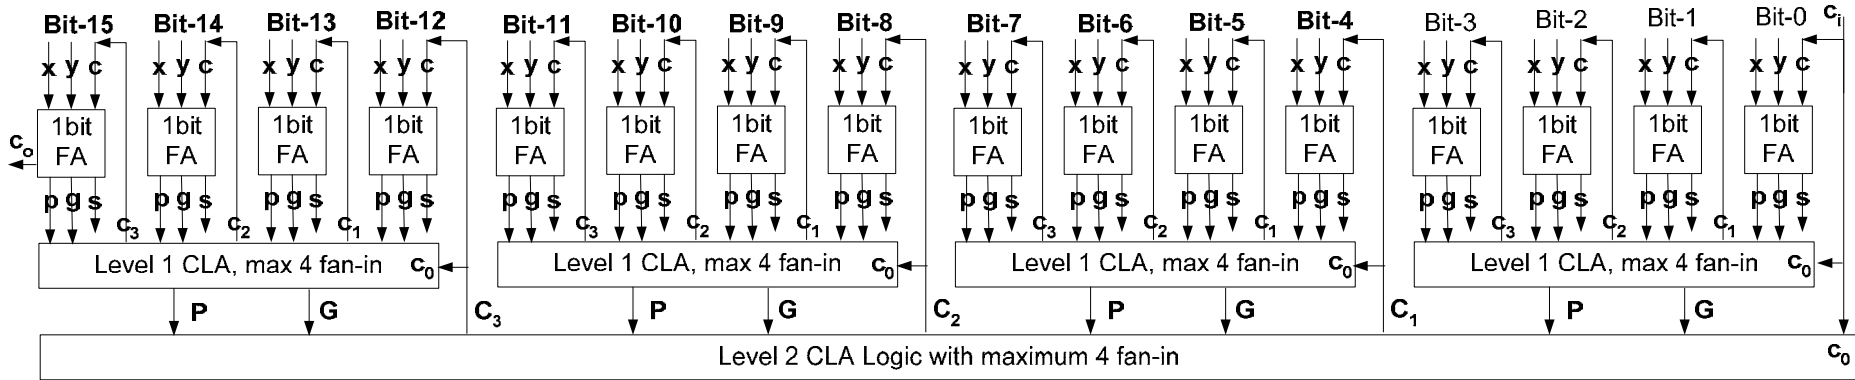 Bit-15 Bit-14 Bit-13 Bit-12 Bit-11 Bit-10 Bit-9 Bit-8 Bit-7 Bit-6 Bit-5 Bit-4 Bit-3 Bit-2 Bit-1 Bit-0 ci
x y c x y c x y c x y c x y c x y c x y c x y c x y c x y c x y c x y c x y c x y c x y c x y c
1bit 1bit 1bit 1bit 1bit 1bit 1bit 1bit 1bit 1bit 1bit 1bit 1bit 1bit 1bit 1bit
co FA FA FA FA FA FA FA FA FA FA FA FA FA FA FA FA
p g s p g s p g s p g s p g s p g s p g s p g s p g s p g s p g s p g s p g s p g s p g s p g s
c3 c2 c1 c3 c2 c1 c3 c2 c1 c3 c2 c1
Level 1 CLA, max 4 fan-in c0 Level 1 CLA, max 4 fan-in c0 Level 1 CLA, max 4 fan-in c0 Level 1 CLA, max 4 fan-in c0
P G C3 P G C2 P G C1 P G
Level 2 CLA Logic with maximum 4 fan-in c0